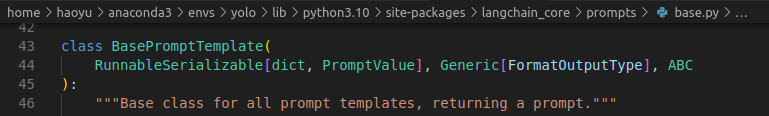 home > haoyu > anaconda3 > envs > yolo > lib > python3.10 > site-packages > langchain_core > prompts > base.py > ...
42
43 class BasePromptTemplate(
44     RunnableSerializable[dict, PromptValue], Generic[FormatOutputType], ABC
45 ):
46     """Base class for all prompt templates, returning a prompt."""